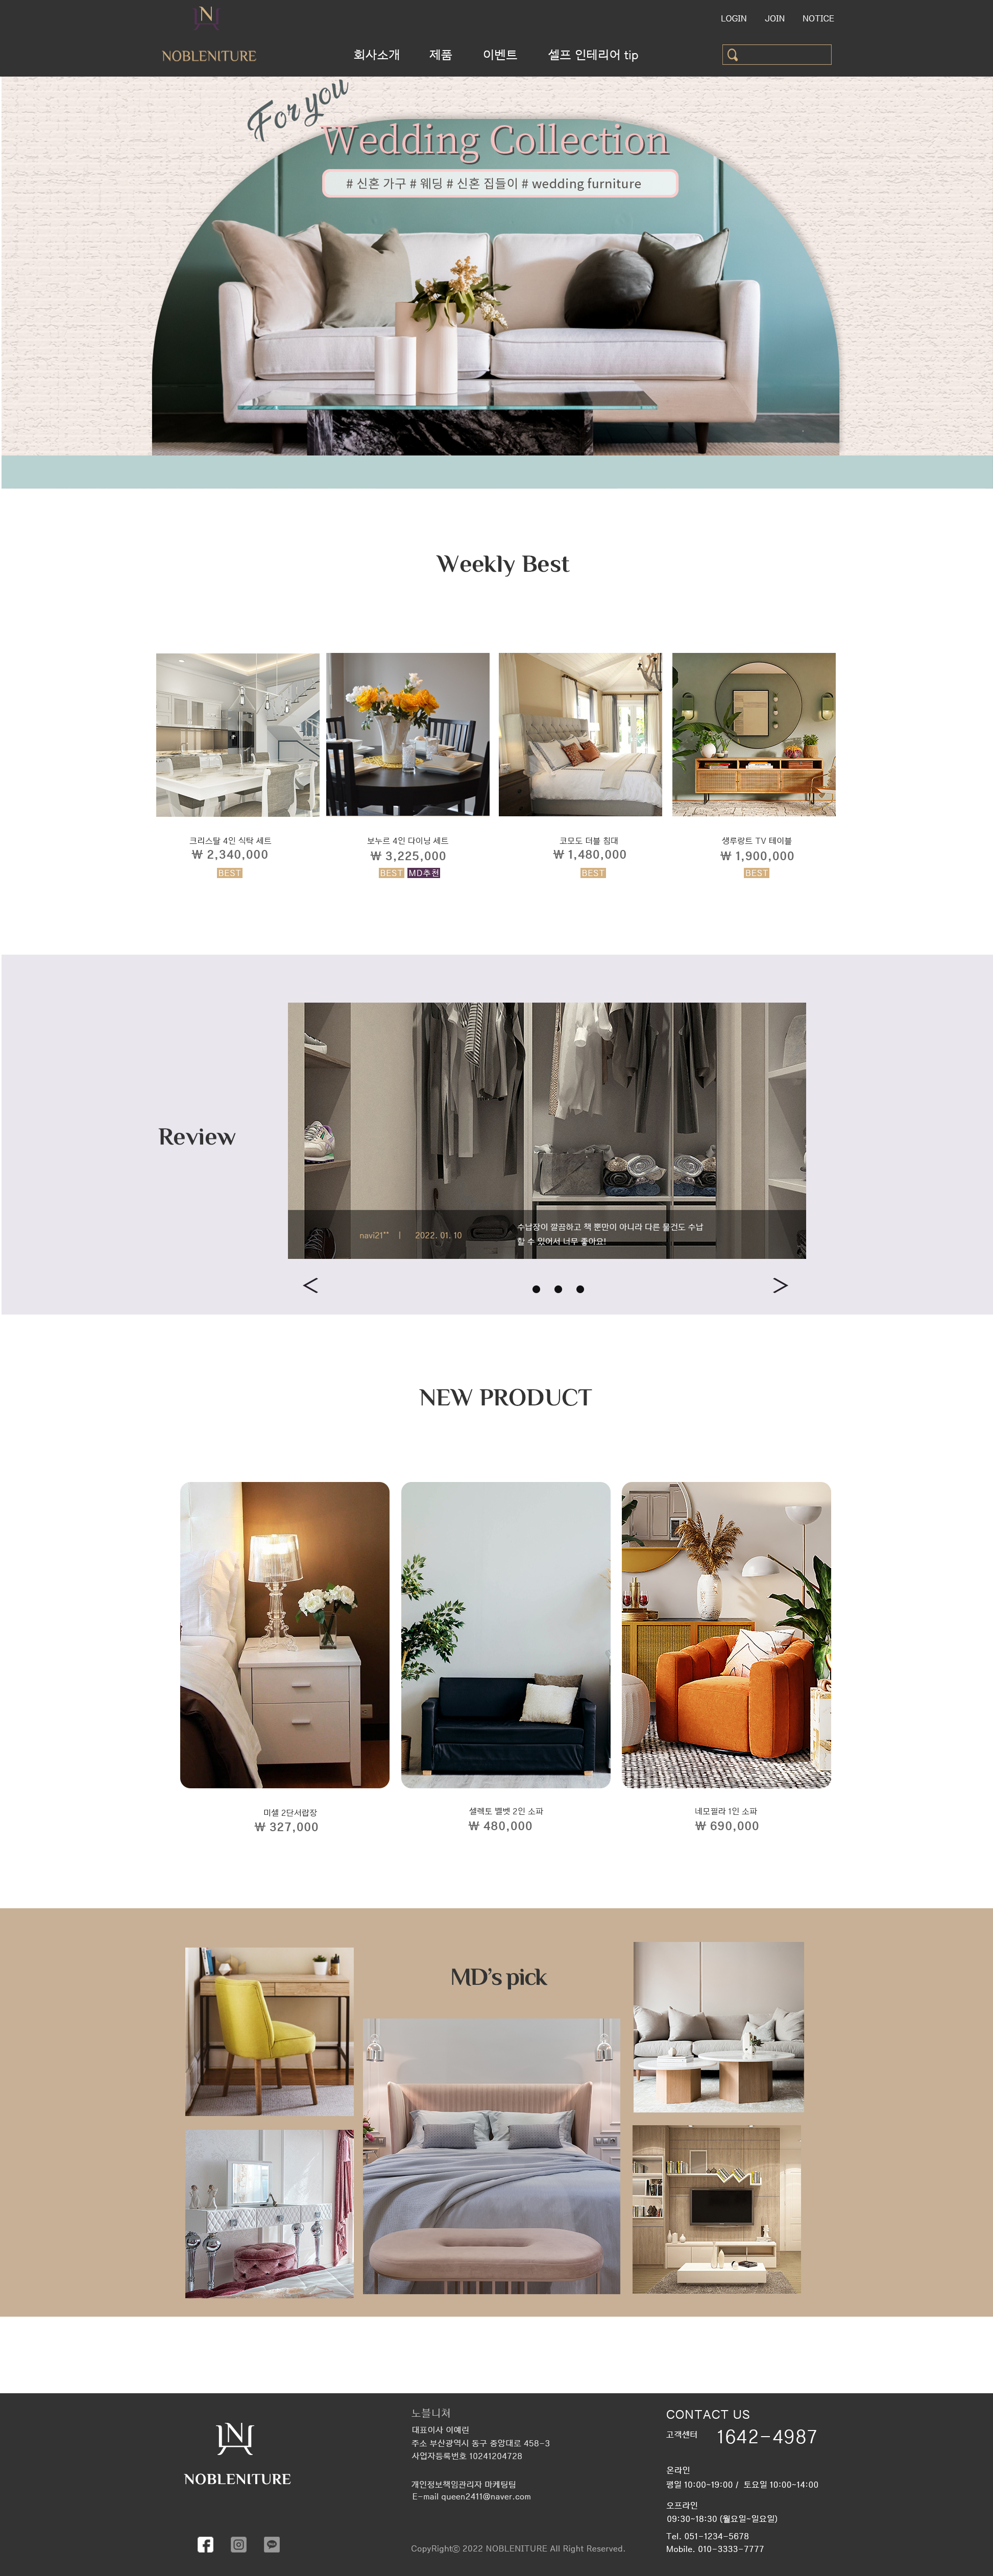 N
LOGIN JOIN NOTICE
NOBLENITURE
회사소개 제품 이벤트 셀프 인테리어 tip
For you
Wedding Collection
# 신혼 가구 # 웨딩 # 신혼 집들이 # wedding furniture
Weekly Best
크리스탈 4인 식탁 세트
₩ 2,340,000
BEST
보누르 4인 다이닝 세트
₩ 3,225,000
BEST MD추천
코모도 더블 침대
₩ 1,480,000
BEST
생루랑트 TV 테이블
₩ 1,900,000
BEST
Review
navi21** | 2022. 01. 10
수납장이 깔끔하고 책 뿐만이 아니라 다른 물건도 수납
할 수 있어서 너무 좋아요!
< >
NEW PRODUCT
미셀 2단서랍장
₩ 327,000
셀렉토 벨벳 2인 소파
₩ 480,000
네모필라 1인 소파
₩ 690,000
MD's pick
N
NOBLENITURE
노블니쳐
대표이사 이예린
주소 부산광역시 동구 중앙대로 458-3
사업자등록번호 10241204728
개인정보책임관리자 마케팅팀
E-mail queen2411@naver.com
CopyRightⓒ 2022 NOBLENITURE All Right Reserved.
CONTACT US
고객센터 1642-4987
온라인
평일 10:00-19:00 / 토요일 10:00-14:00
오프라인
09:30-18:30 (월요일-일요일)
Tel. 051-1234-5678
Mobile. 010-3333-7777